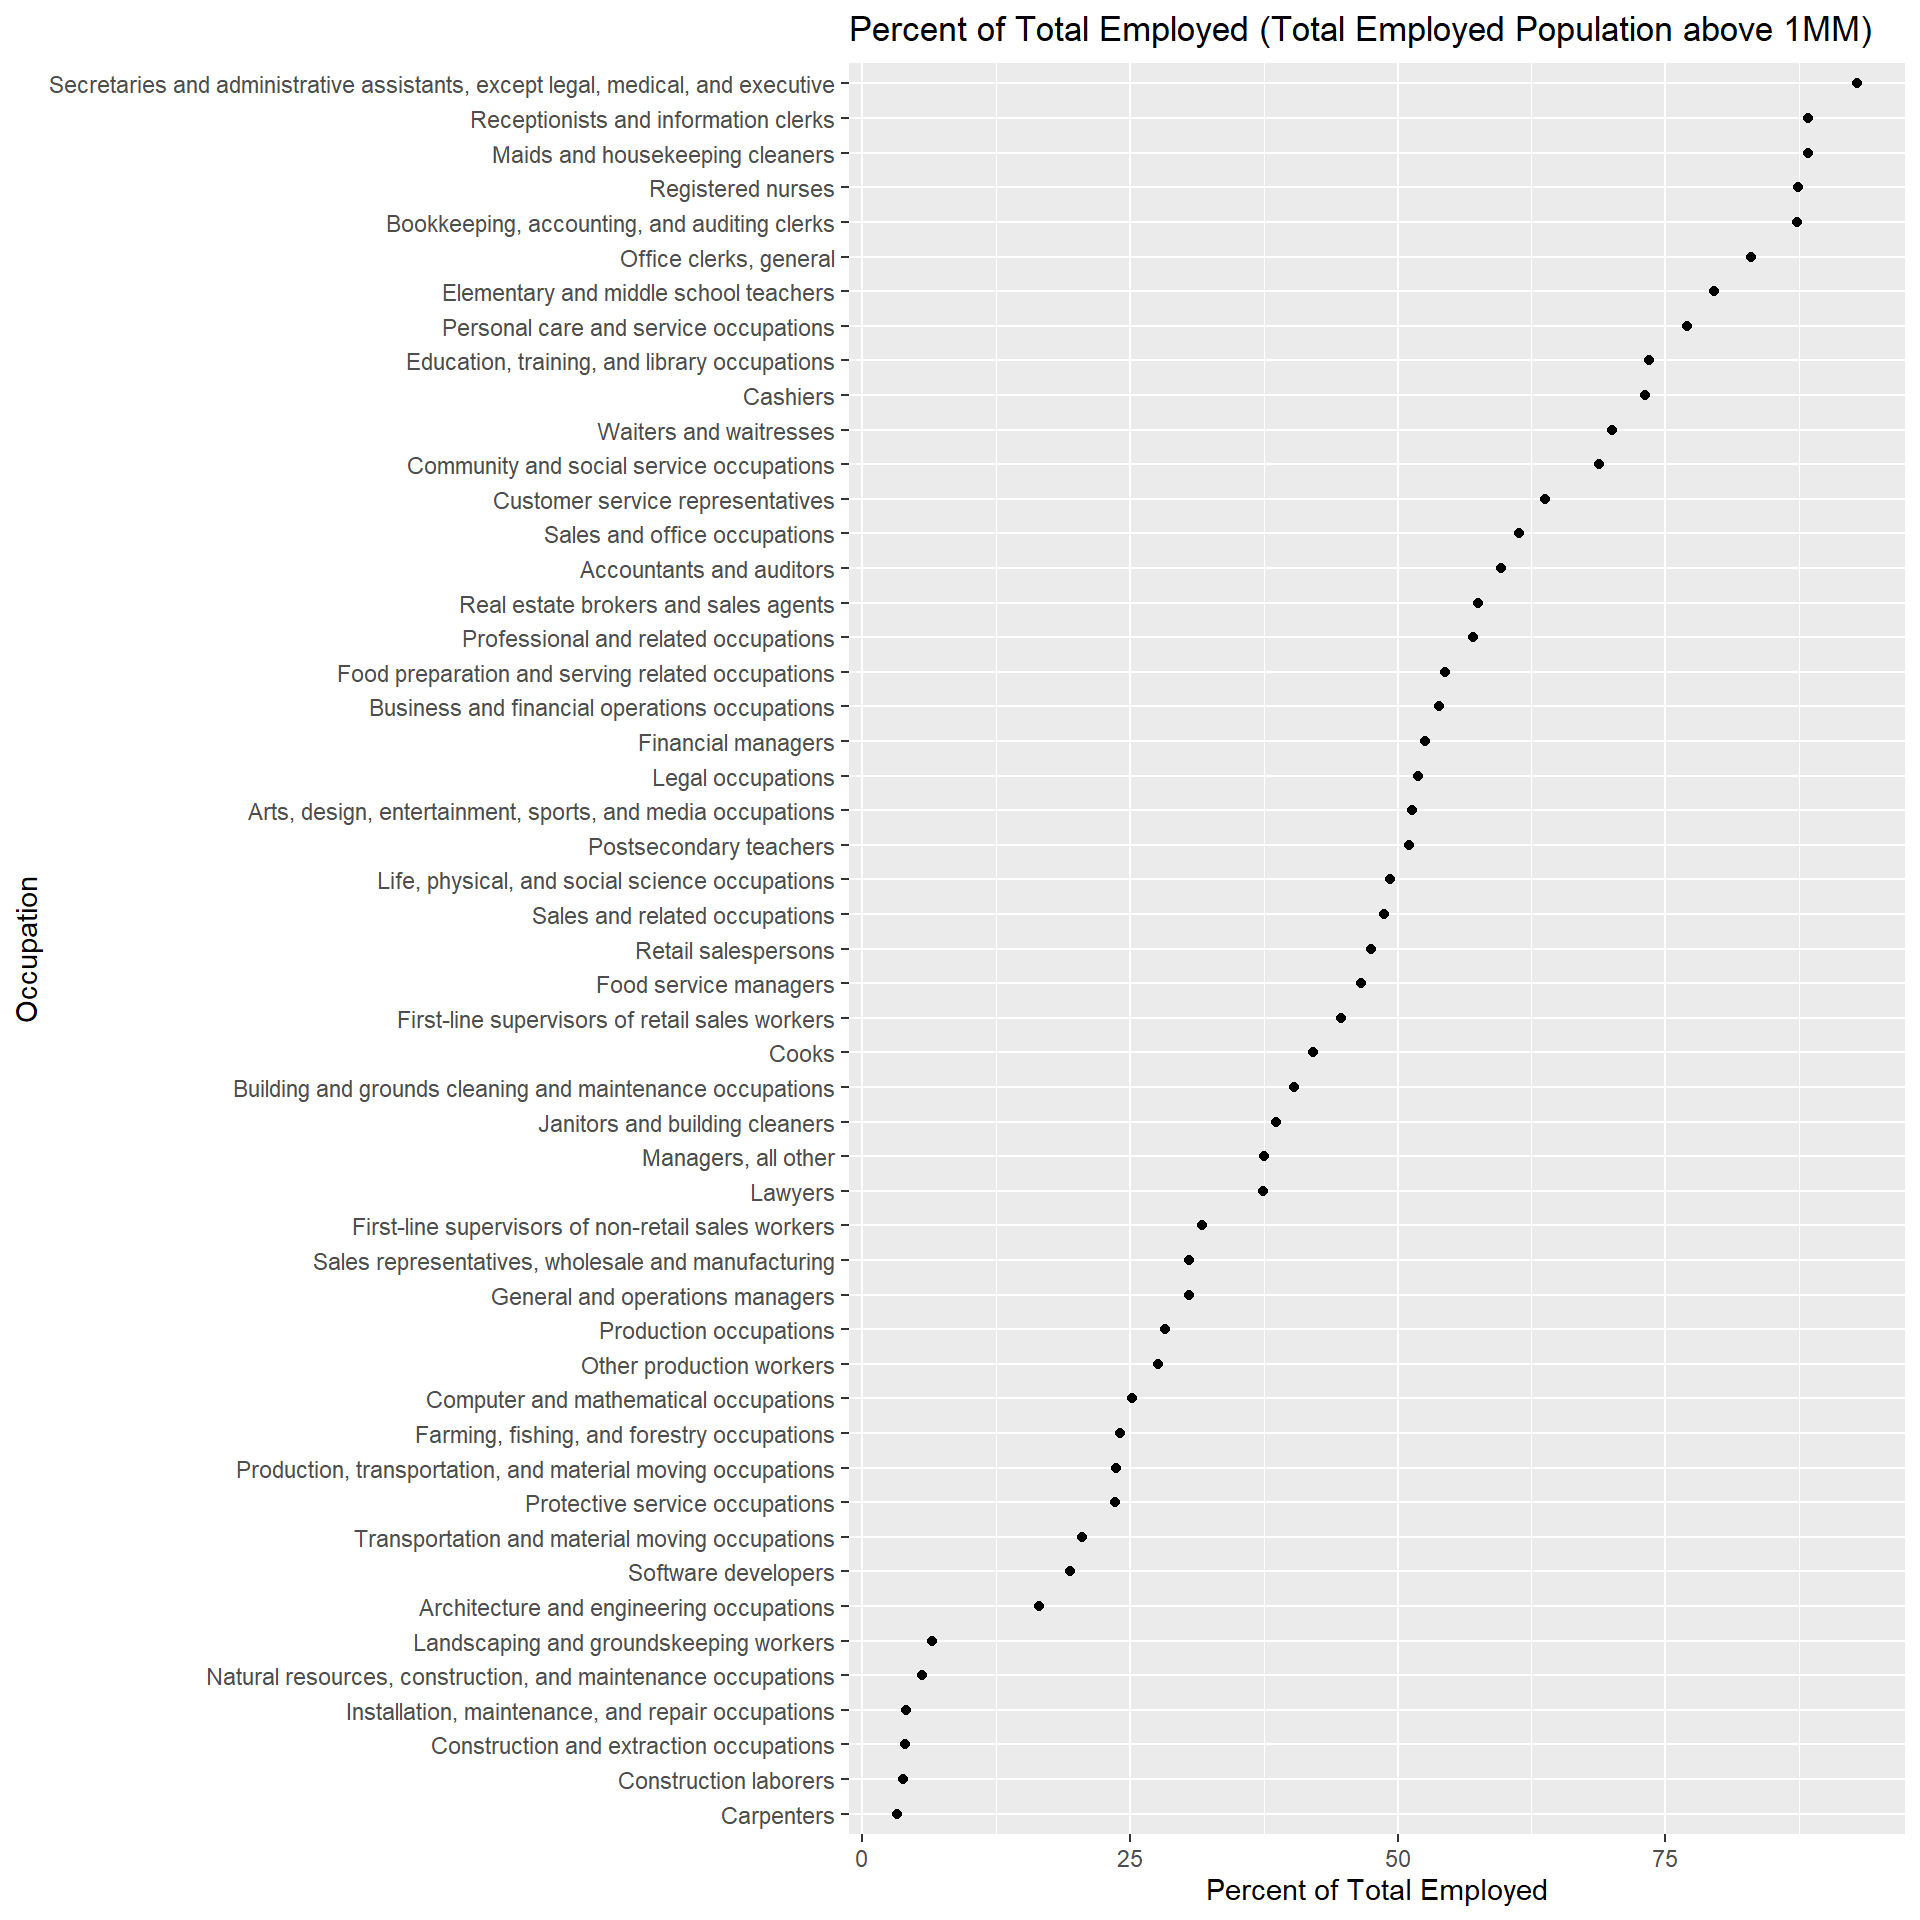 Percent of Total Employed (Total Employed Population above 1MM)
Secretaries and administrative assistants, except legal, medical, and executive
Receptionists and information clerks
Maids and housekeeping cleaners
Registered nurses
Bookkeeping, accounting, and auditing clerks
Office clerks, general
Elementary and middle school teachers
Personal care and service occupations
Education, training, and library occupations
Cashiers
Waiters and waitresses
Community and social service occupations
Customer service representatives
Sales and office occupations
Accountants and auditors
Real estate brokers and sales agents
Professional and related occupations
Food preparation and serving related occupations
Business and financial operations occupations
Financial managers
Legal occupations
Arts, design, entertainment, sports, and media occupations
Postsecondary teachers
Life, physical, and social science occupations
Sales and related occupations
Retail salespersons
Food service managers
First-line supervisors of retail sales workers
Cooks
Building and grounds cleaning and maintenance occupations
Janitors and building cleaners
Managers, all other
Lawyers
First-line supervisors of non-retail sales workers
Sales representatives, wholesale and manufacturing
General and operations managers
Production occupations
Other production workers
Computer and mathematical occupations
Farming, fishing, and forestry occupations
Production, transportation, and material moving occupations
Protective service occupations
Transportation and material moving occupations
Software developers
Architecture and engineering occupations
Landscaping and groundskeeping workers
Natural resources, construction, and maintenance occupations
Installation, maintenance, and repair occupations
Construction and extraction occupations
Construction laborers
Carpenters
Occupation
0 25 50 75
Percent of Total Employed